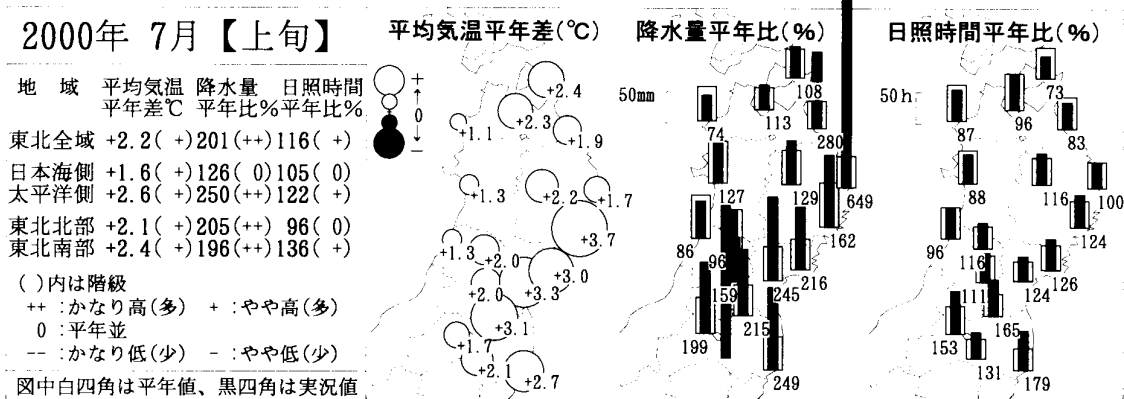 2000年 7月【上旬】
地 域 平均気温 降水量 日照時間
平年差℃ 平年比% 平年比%
東北全域 +2.2( +) 201(++) 116( +)
日本海側 +1.6( +) 126( 0) 105( 0)
太平洋側 +2.6( +) 250(++) 122( +)
東北北部 +2.1( +) 205(++) 96( 0)
東北南部 +2.4( +) 196(++) 136( +)
( )内は階級
++ :かなり高(多) + :やや高(多)
0 :平年並
-- :かなり低(少) - :やや低(少)
図中白四角は平年値、黒四角は実況値
平均気温平年差(℃)
+
0
-
+2.4
+2.3
+1.1
+1.9
+1.3
+2.2
+1.7
+3.7
+1.3
+2.0
+3.0
+2.0
+3.3
+3.1
+1.7
+2.1
+2.7
降水量平年比(%)
50mm
108
74
113
280
127
129
649
162
86
96
216
159
245
215
199
249
日照時間平年比(%)
50h
73
87
96
83
88
116
100
124
96
116
126
111
124
165
153
131
179